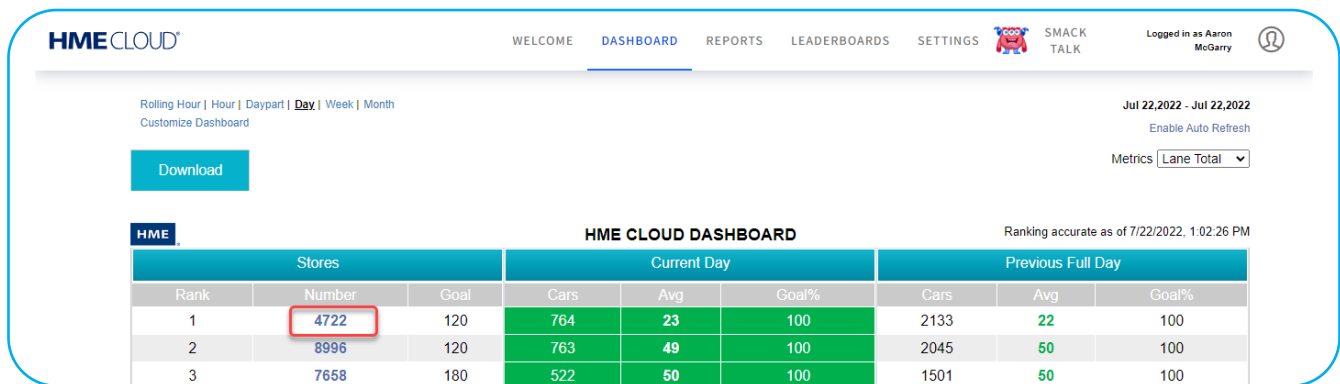 HME CLOUD®
WELCOME DASHBOARD REPORTS LEADERBOARDS SETTINGS SMACK TALK Logged in as Aaron McGarry
Rolling Hour | Hour | Daypart | Day | Week | Month
Jul 22,2022 - Jul 22,2022
Customize Dashboard
Enable Auto Refresh
Metrics Lane Total
Download
HME HME CLOUD DASHBOARD Ranking accurate as of 7/22/2022, 1:02:26 PM
Stores Current Day Previous Full Day
Rank Number Goal Cars Avg Goal% Cars Avg Goal%
1 4722 120 764 23 100 2133 22 100
2 8996 120 763 49 100 2045 50 100
3 7658 180 522 50 100 1501 50 100